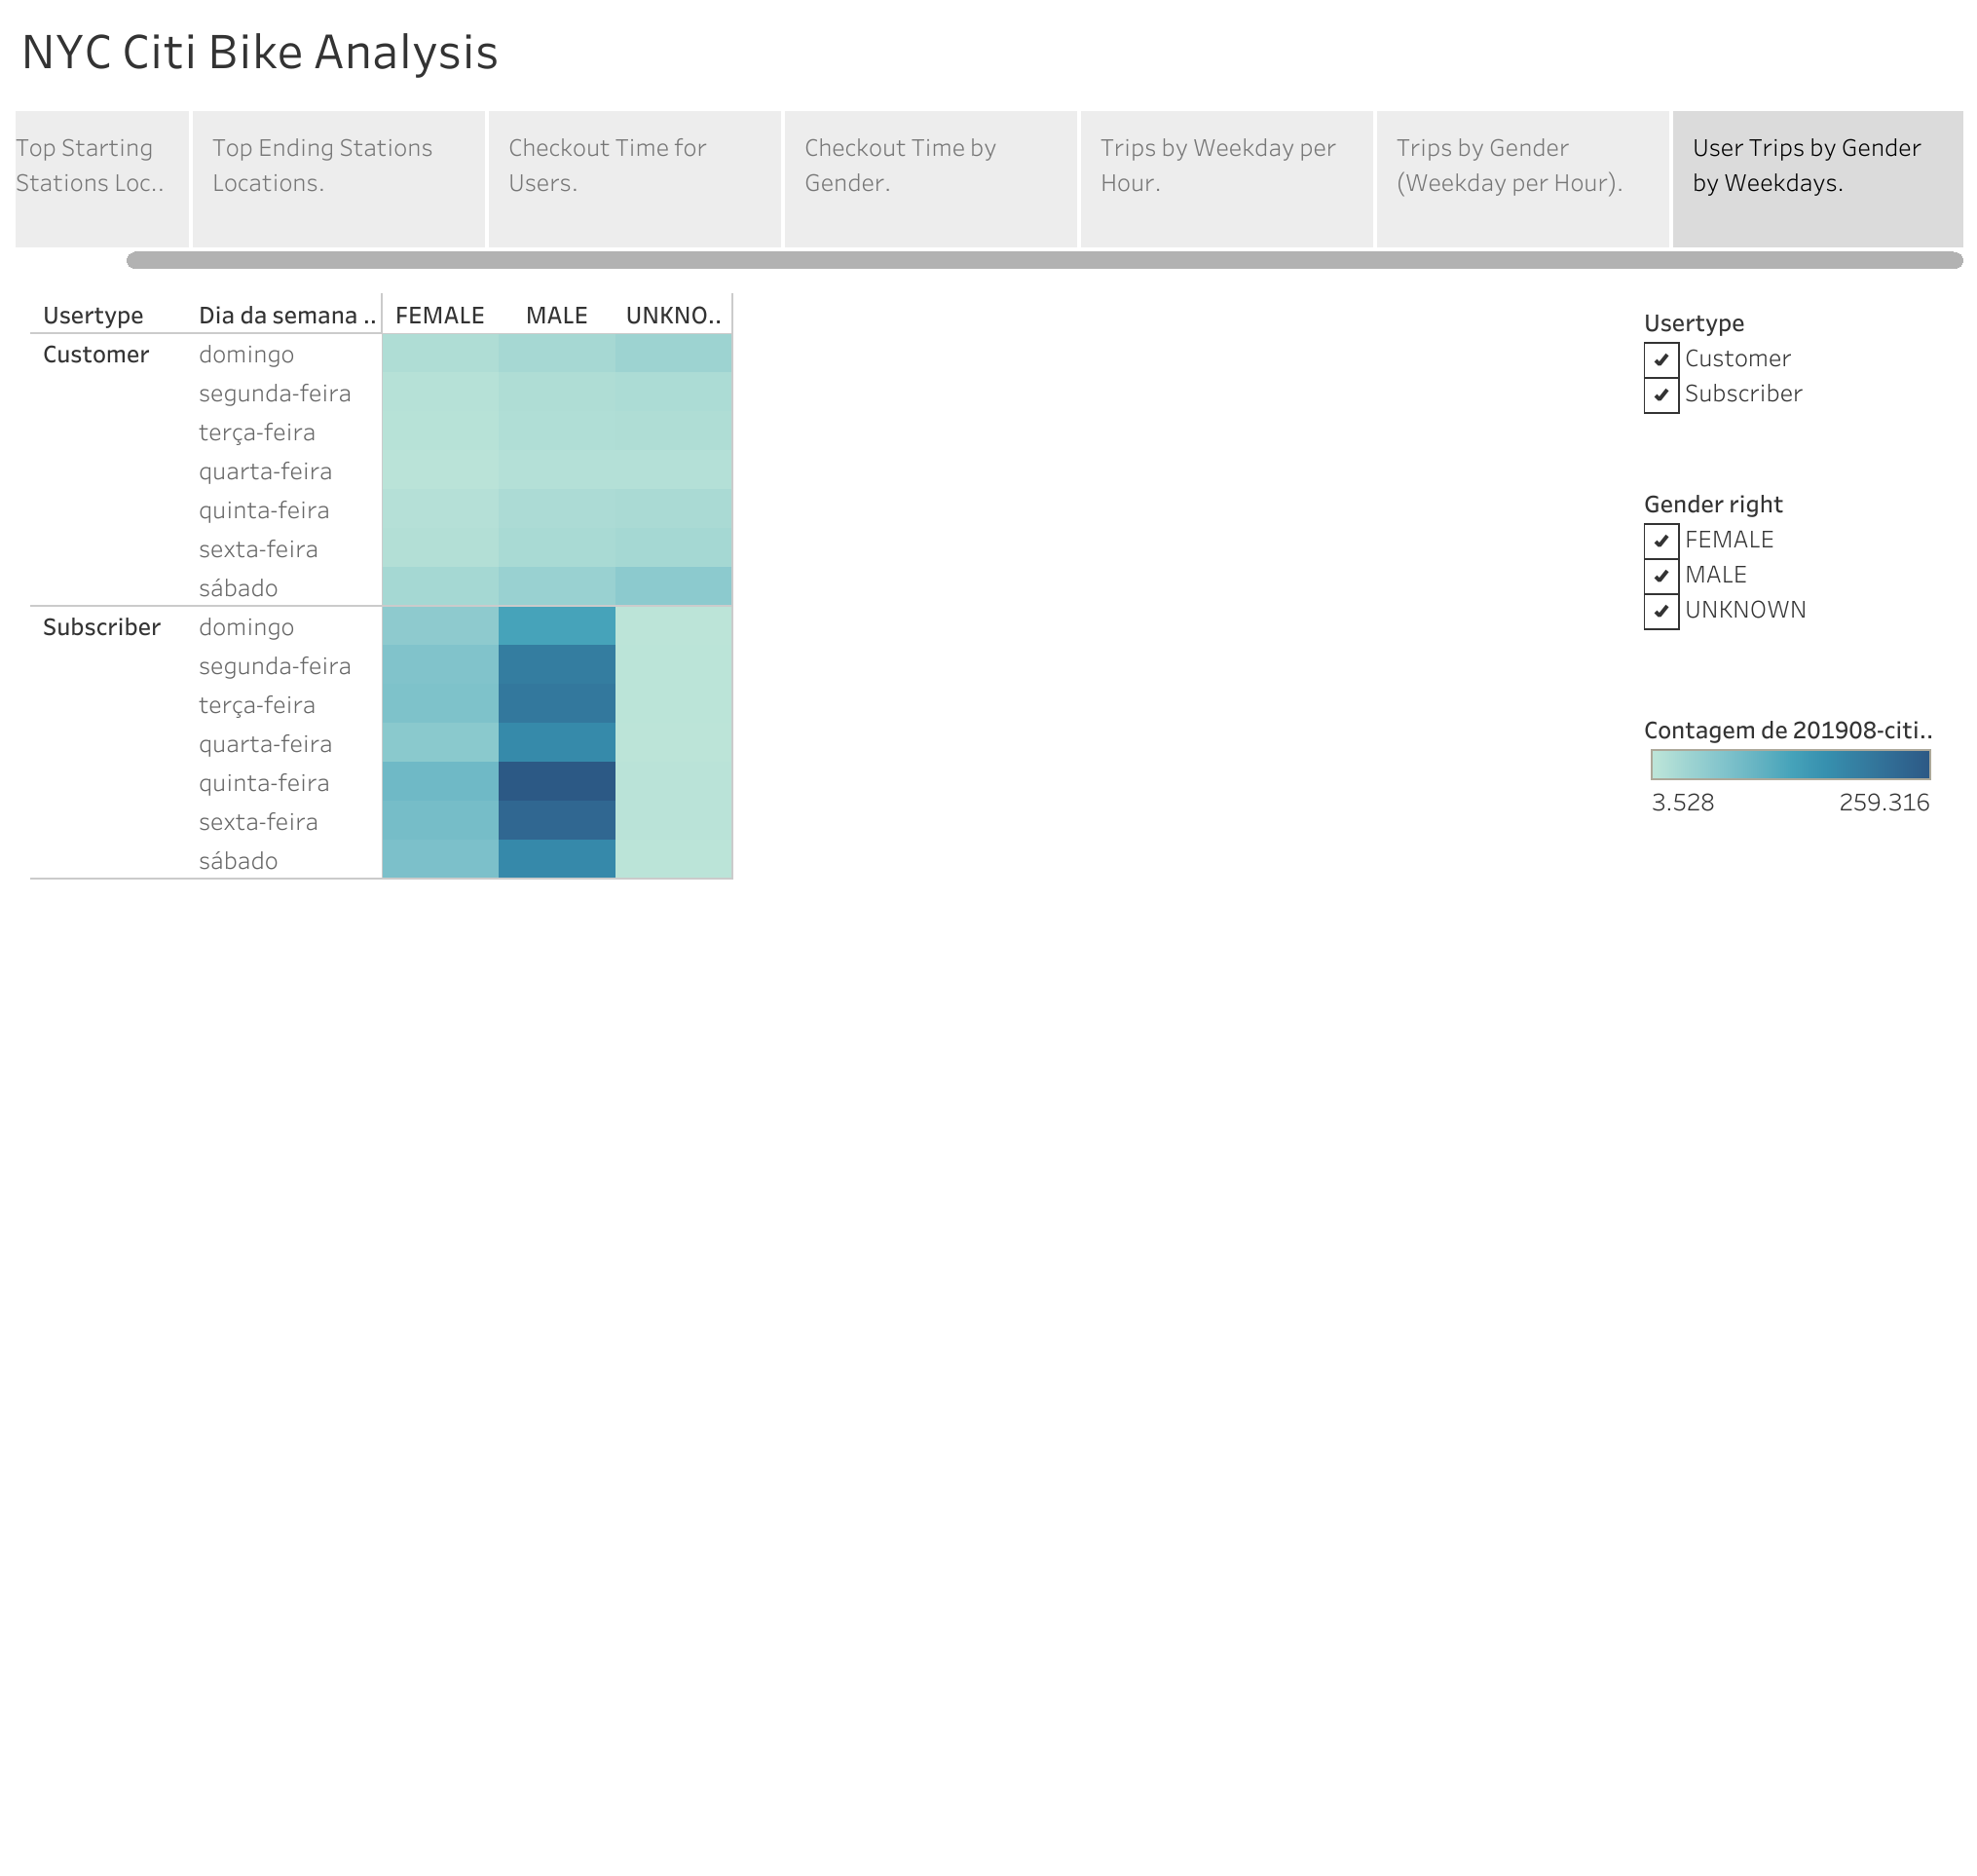 NYC Citi Bike Analysis
Top Starting
Stations Loc..
Top Ending Stations
Locations.
Checkout Time for
Users.
Checkout Time by
Gender.
Trips by Weekday per
Hour.
Trips by Gender
(Weekday per Hour).
User Trips by Gender
by Weekdays.
Usertype Dia da semana .. FEMALE MALE UNKNO..
Customer domingo
segunda-feira
terça-feira
quarta-feira
quinta-feira
sexta-feira
sábado
Subscriber domingo
segunda-feira
terça-feira
quarta-feira
quinta-feira
sexta-feira
sábado
Usertype
Customer
Subscriber
Gender right
FEMALE
MALE
UNKNOWN
Contagem de 201908-citi..
3.528 259.316